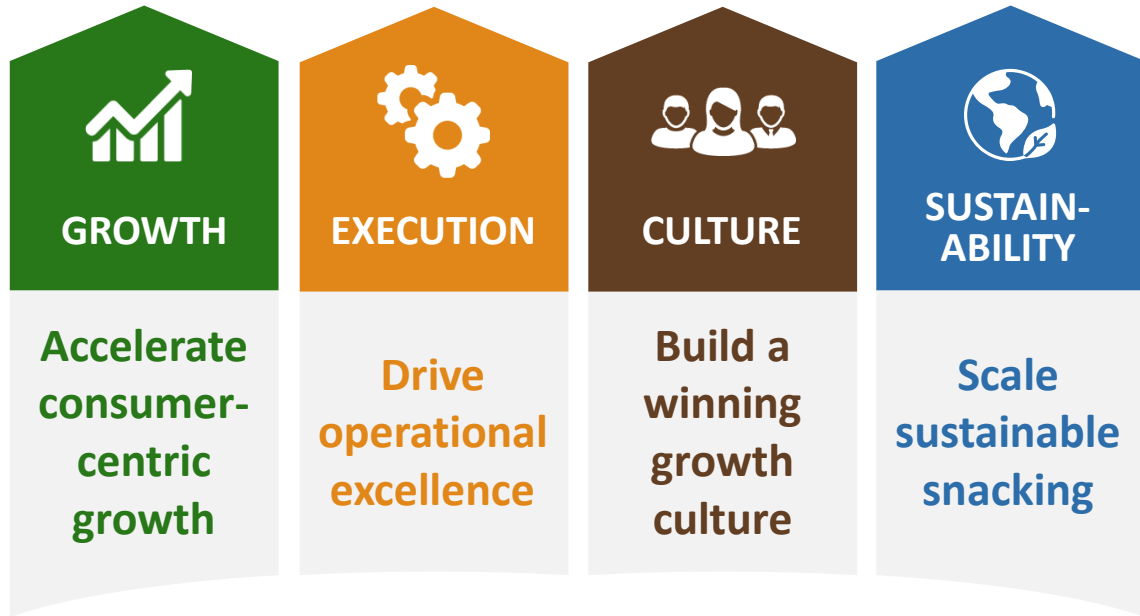 GROWTH
Accelerate
consumer-
centric
growth
EXECUTION
Drive
operational
excellence
CULTURE
Build a
winning
growth
culture
SUSTAIN-
ABILITY
Scale
sustainable
snacking